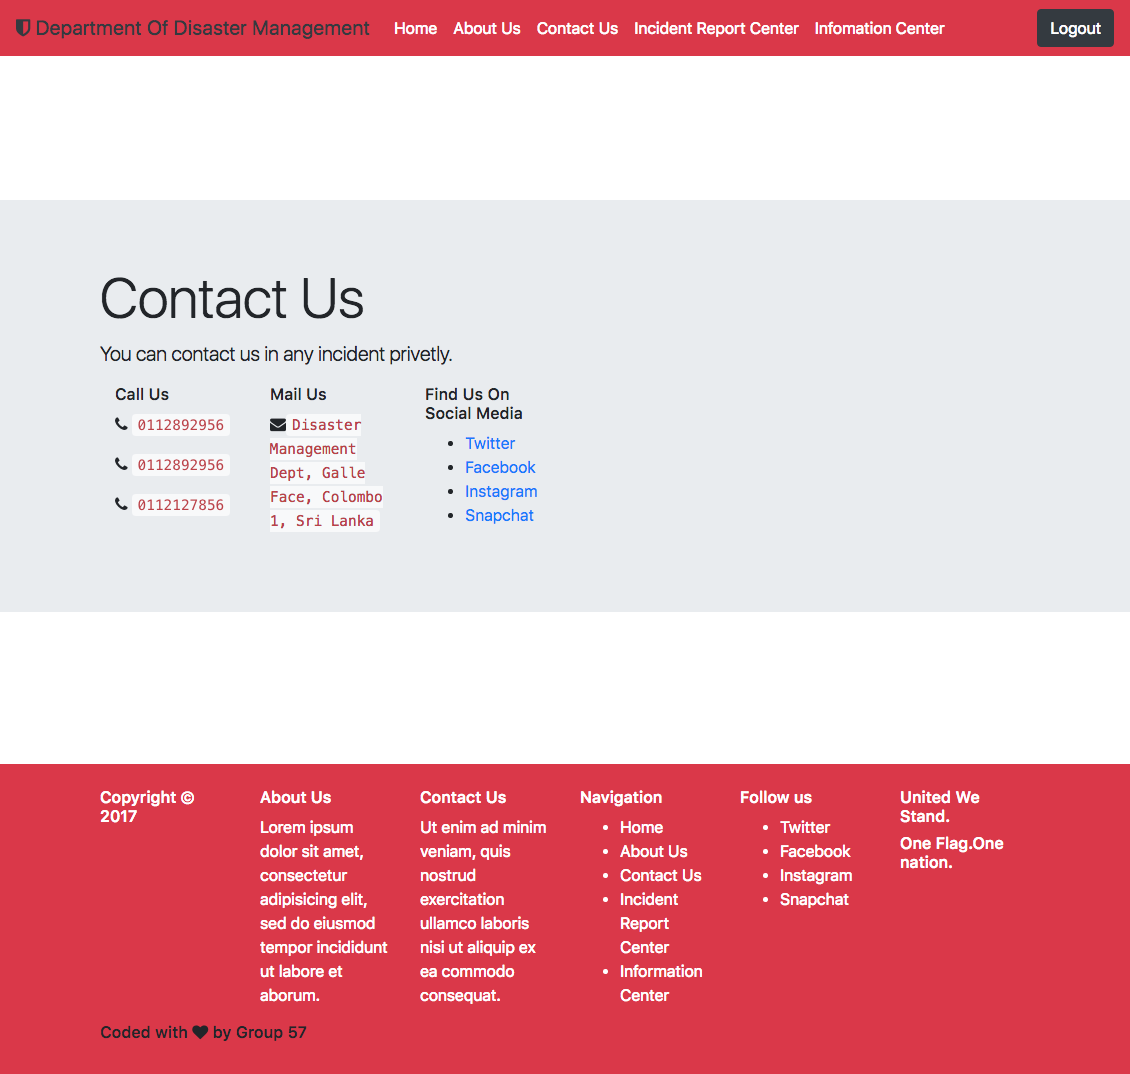 Department Of Disaster Management Home About Us Contact Us Incident Report Center Infomation Center Logout
Contact Us
You can contact us in any incident privetly.
Call Us
0112892956
0112892956
0112127856
Mail Us
Disaster
Management
Dept, Galle
Face, Colombo
1, Sri Lanka
Find Us On
Social Media
Twitter
Facebook
Instagram
Snapchat
Copyright ©
2017
About Us
Lorem ipsum
dolor sit amet,
consectetur
adipisicing elit,
sed do eiusmod
tempor incididunt
ut labore et
aborum.
Contact Us
Ut enim ad minim
veniam, quis
nostrud
exercitation
ullamco laboris
nisi ut aliquip ex
ea commodo
consequat.
Navigation
Home
About Us
Contact Us
Incident
Report
Center
Information
Center
Follow us
Twitter
Facebook
Instagram
Snapchat
United We
Stand.
One Flag.One
nation.
Coded with ♥ by Group 57